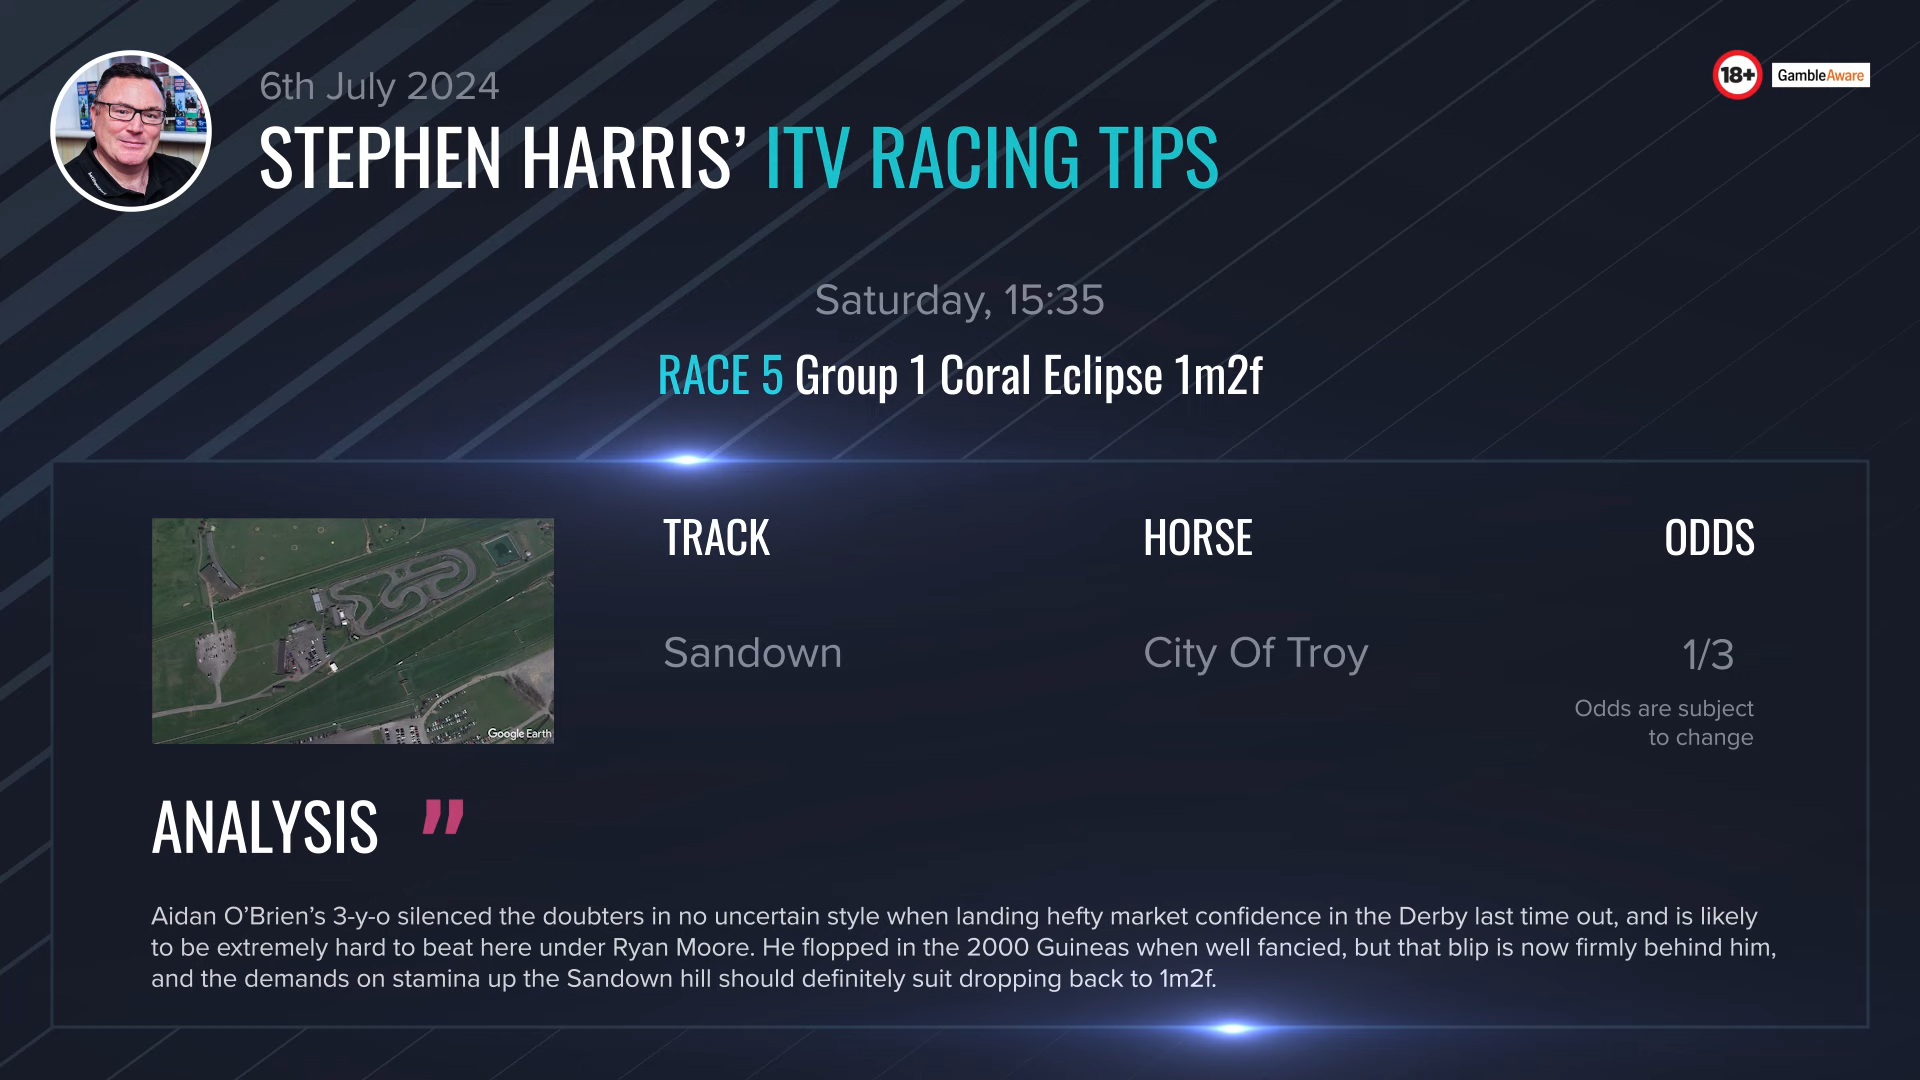 6th July 2024
STEPHEN HARRIS’ ITV RACING TIPS
18+
GambleAware
Saturday, 15:35
RACE 5 Group 1 Coral Eclipse 1m2f
TRACK
HORSE
ODDS
Sandown
City Of Troy
1/3
Odds are subject
to change
Google Earth
ANALYSIS ”
Aidan O’Brien’s 3-y-o silenced the doubters in no uncertain style when landing hefty market confidence in the Derby last time out, and is likely
to be extremely hard to beat here under Ryan Moore. He flopped in the 2000 Guineas when well fancied, but that blip is now firmly behind him,
and the demands on stamina up the Sandown hill should definitely suit dropping back to 1m2f.